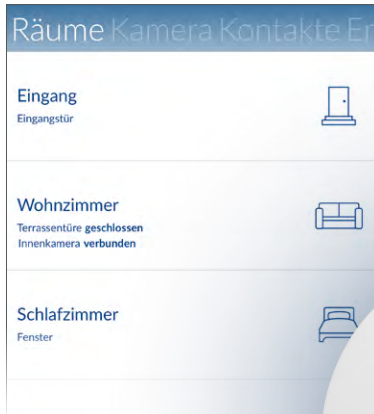 Räume Kamera Kontakte
Eingang
Eingangstür
Wohnzimmer
Terrassentüre geschlossen
Innenkamera verbunden
Schlafzimmer
Fenster